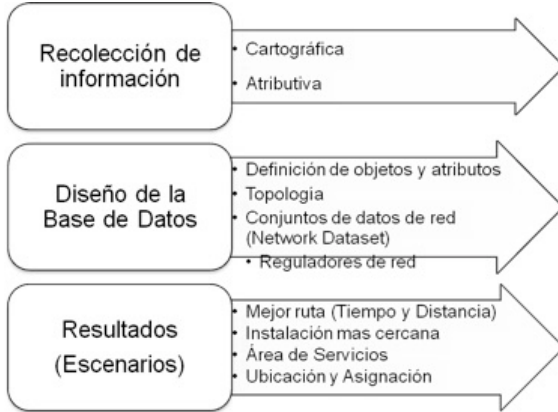 Recolección de
información
• Cartográfica
• Atributiva
Diseño de la
Base de Datos
• Definición de objetos y atributos
• Topología
• Conjuntos de datos de red
(Network Dataset)
• Reguladores de red
Resultados
(Escenarios)
• Mejor ruta (Tiempo y Distancia)
• Instalación mas cercana
• Área de Servicios
• Ubicación y Asignación